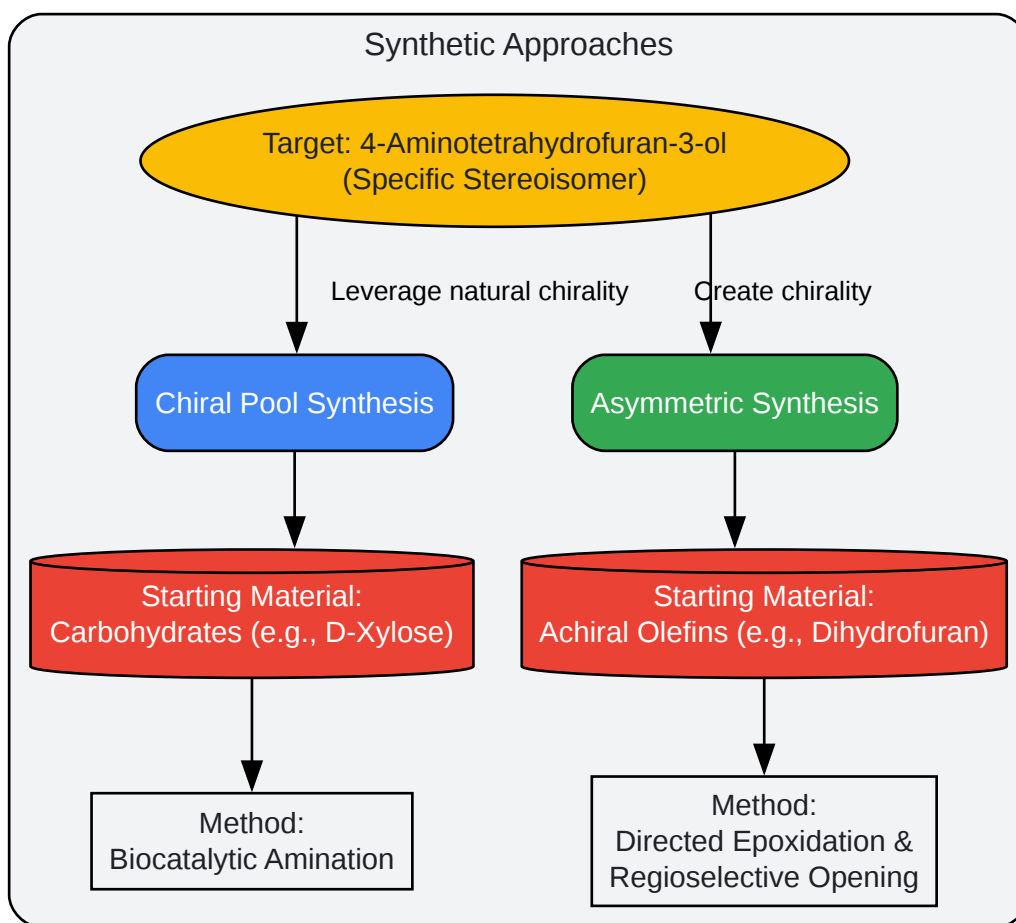 Synthetic Approaches
Target: 4-Aminotetrahydrofuran-3-ol
(Specific Stereoisomer)
Leverage natural chirality
Create chirality
Chiral Pool Synthesis
Asymmetric Synthesis
Starting Material:
Carbohydrates (e.g., D-Xylose)
Starting Material:
Achiral Olefins (e.g., Dihydrofuran)
Method:
Biocatalytic Amination
Method:
Directed Epoxidation &
Regioselective Opening